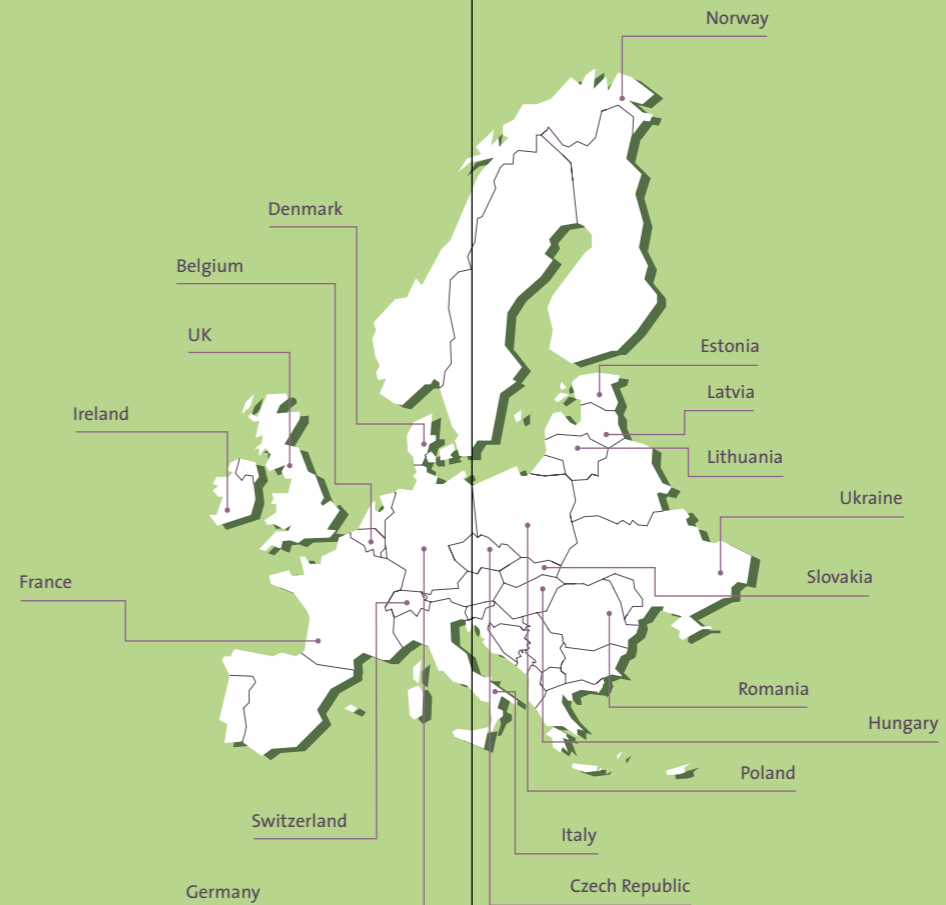 Norway
Denmark
Belgium
UK
Estonia
Latvia
Ireland
Lithuania
Ukraine
France
Slovakia
Romania
Hungary
Poland
Switzerland
Italy
Czech Republic
Germany